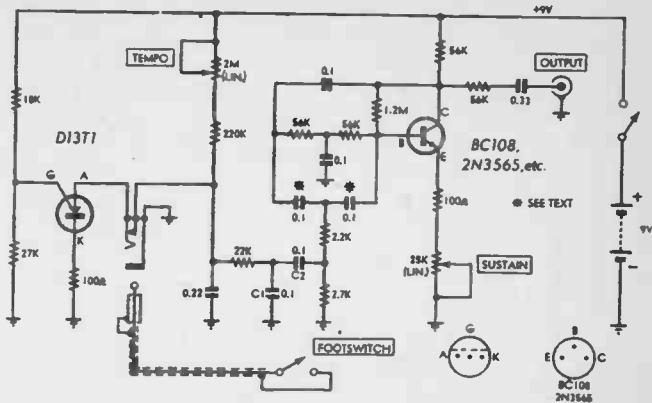 +9V
56K
TEMPO
2M
(LIN.)
0.1
OUTPUT
18K
1.2M
56K
0.33
D13T1
220K
56K
56K
C
B
E
BC108,
2N3565, etc.
G
A
0.1
✱
✱
✱ SEE TEXT
0.1
0.1
100Ω
K
27K
100Ω
22K
0.1
C2
2.2K
25K
(LIN.)
SUSTAIN
+
9V
-
0.22
C1
0.1
2.7K
FOOTSWITCH
G
A
K
B
E
C
BC108
2N3565